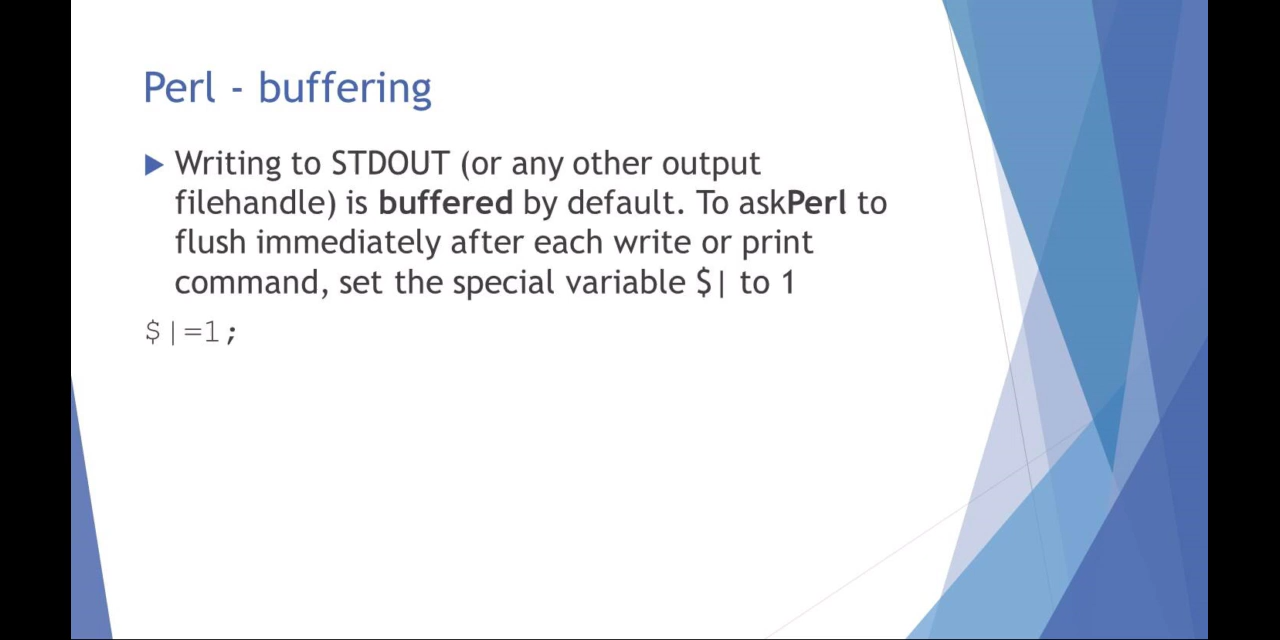 Perl - buffering
Writing to STDOUT (or any other output
filehandle) is buffered by default. To askPerl to
flush immediately after each write or print
command, set the special variable $| to 1
$|=1;